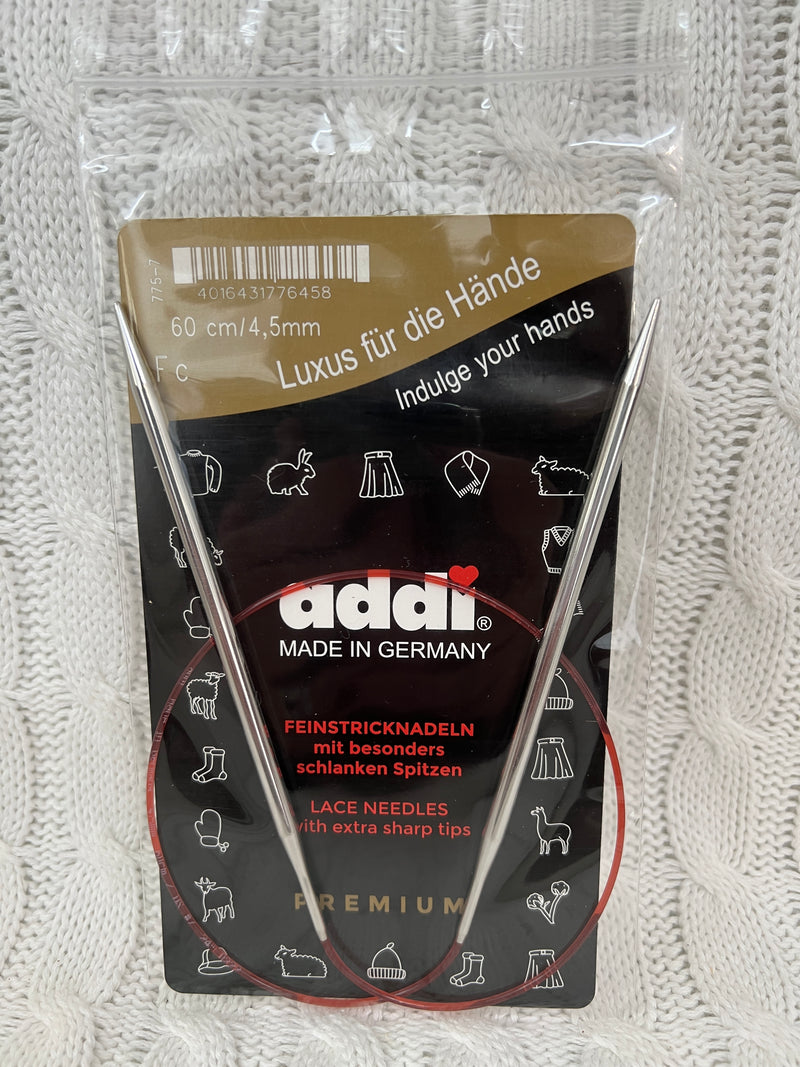 775-7
4016431776458
60 cm/4,5mm
F c
Luxus für die Hände
Indulge your hands
addi®
MADE IN GERMANY
FEINSTRICKNADELN
mit besonders
schlanken Spitzen
LACE NEEDLES
with extra sharp tips
PREMIUM